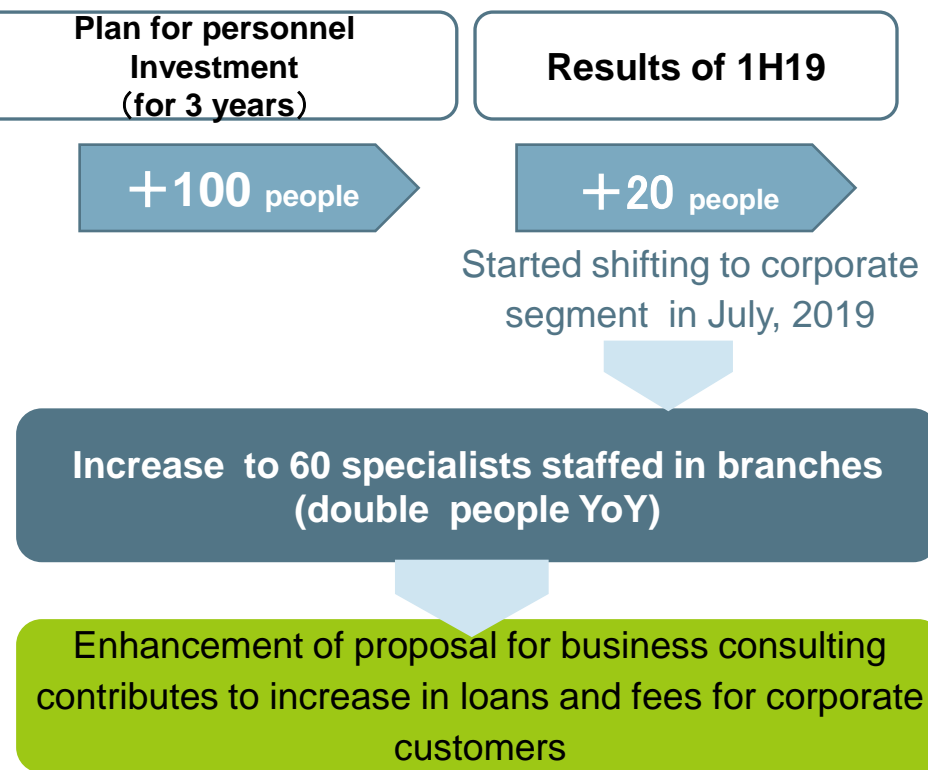 Plan for personnel
Investment
（for 3 years）
Results of 1H19
＋100 people
＋20 people
Started shifting to corporate
segment in July, 2019
Increase to 60 specialists staffed in branches
(double people YoY)
Enhancement of proposal for business consulting
contributes to increase in loans and fees for corporate
customers